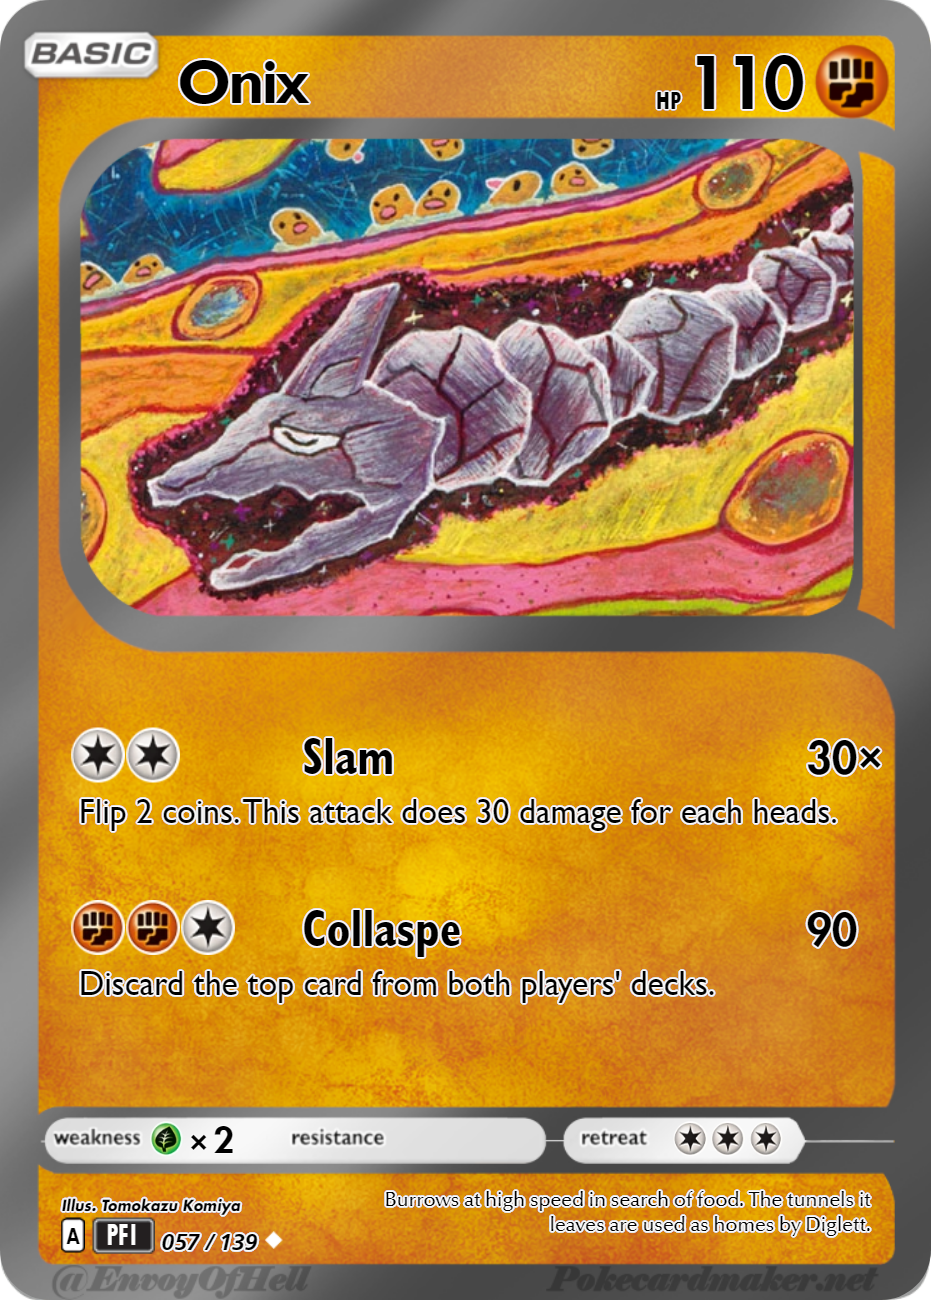 BASIC
Onix
HP 110
Slam 30×
Flip 2 coins. This attack does 30 damage for each heads.
Collaspe 90
Discard the top card from both players' decks.
weakness ×2 resistance retreat
Illus. Tomokazu Komiya
Burrows at high speed in search of food. The tunnels it
leaves are used as homes by Diglett.
A PFI 057 / 139
@EnvoyOfHell Pokecardmaker.net